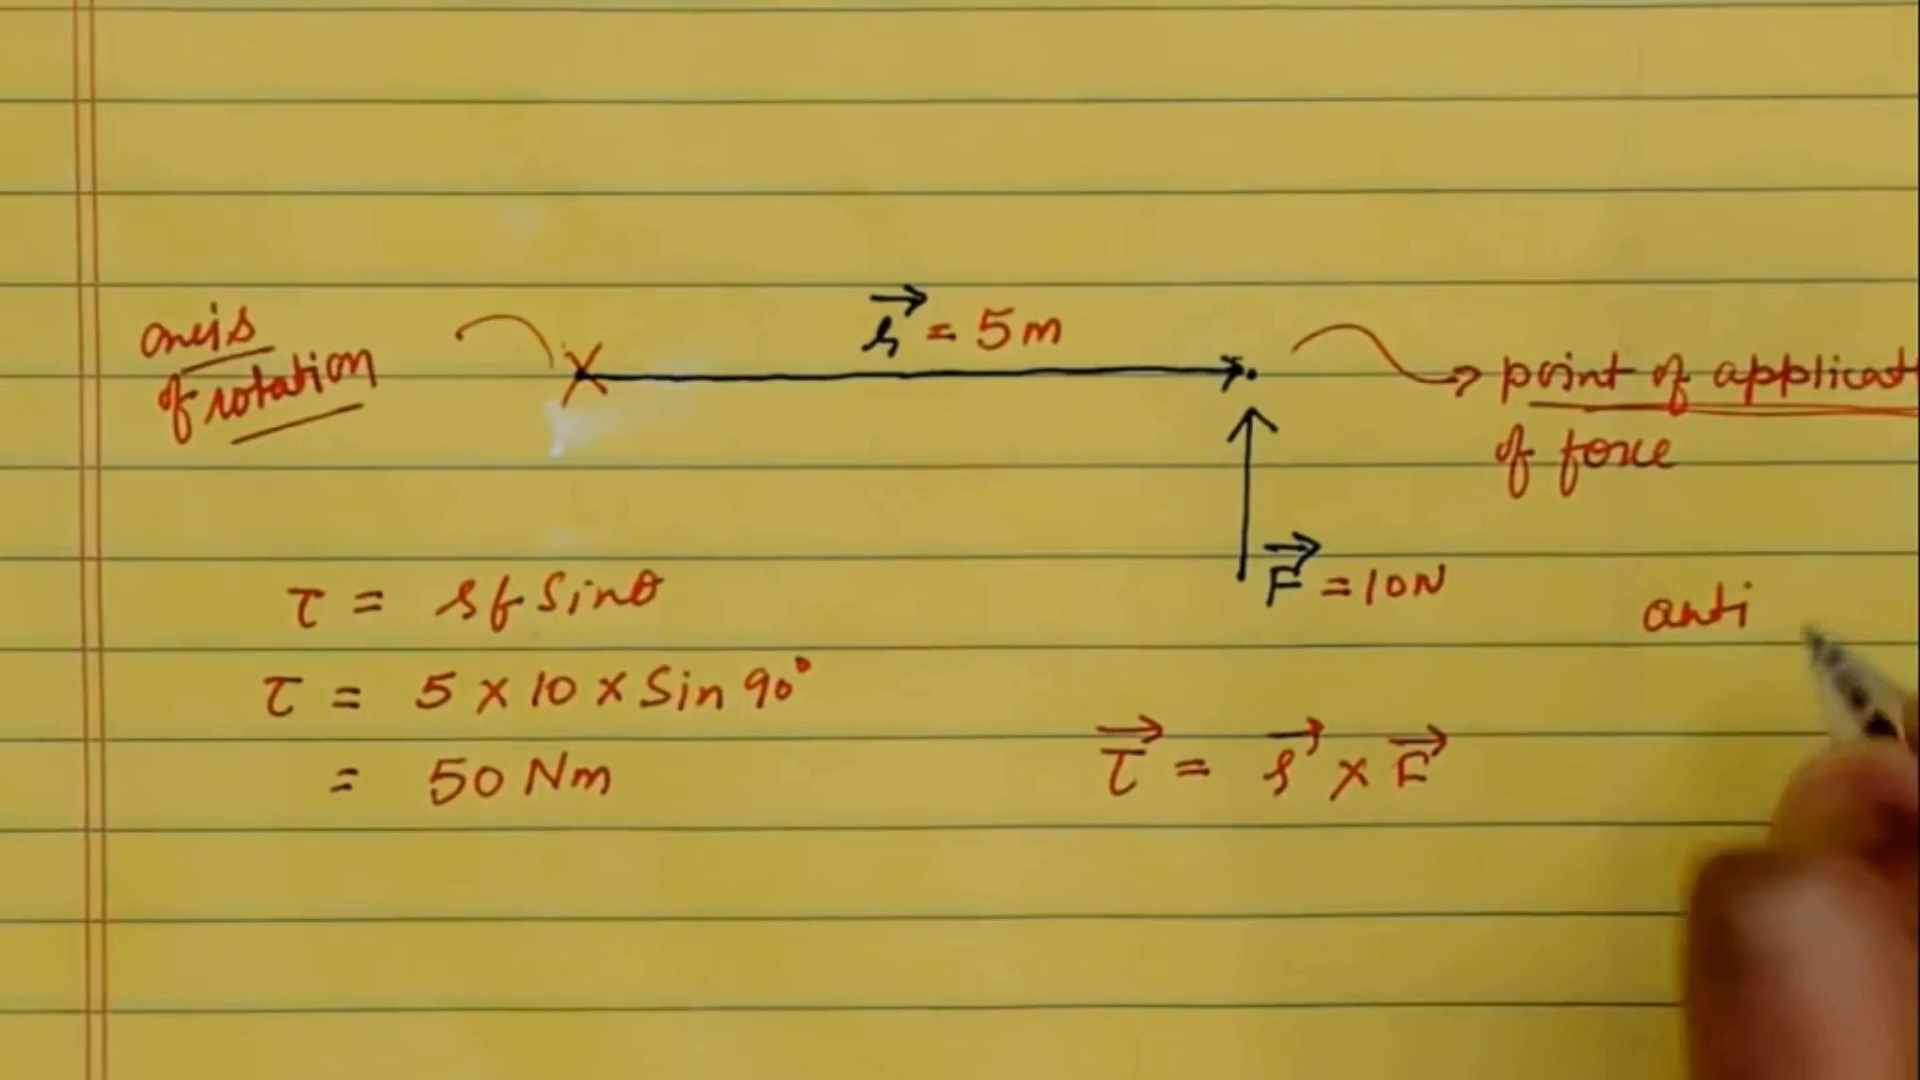 axis
of rotation
r⃗ = 5m
point of applicat
of force
F⃗ = 10N
anti
τ = rf Sinθ
τ = 5 × 10 × Sin 90°
= 50 Nm
τ⃗ = r⃗ × F⃗